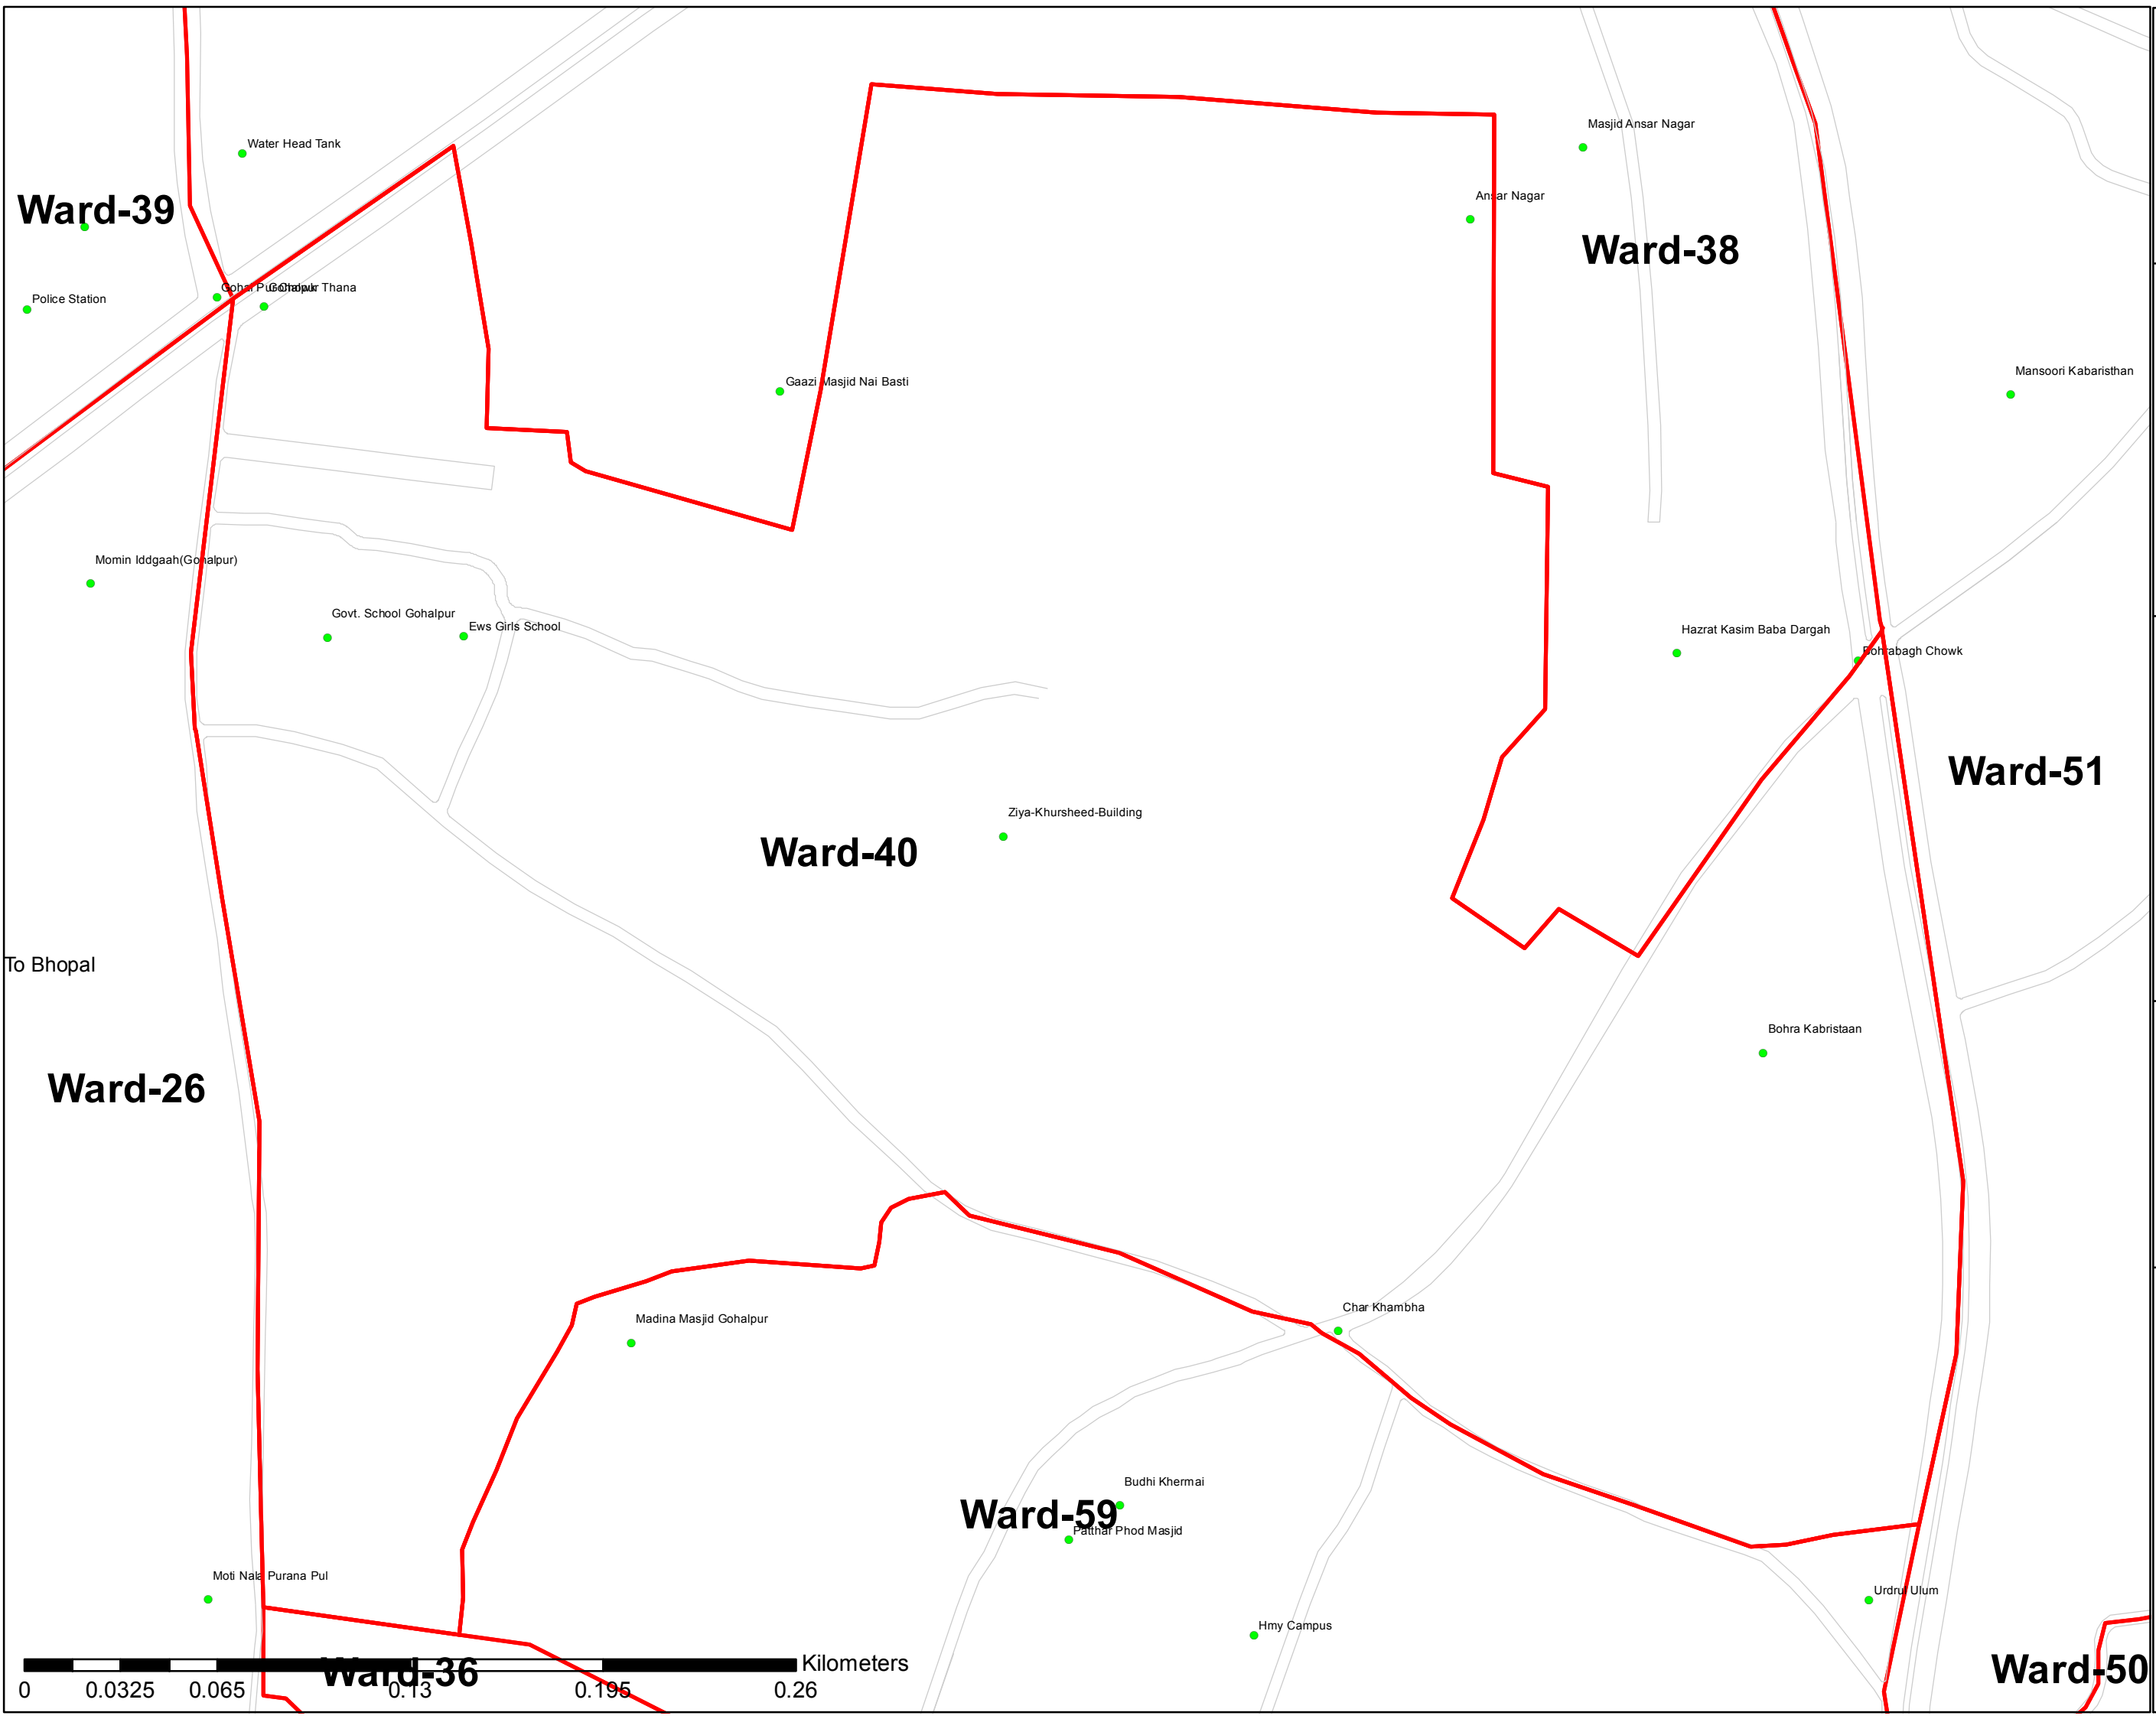 Masjid Ansar Nagar
Water Head Tank
Ansar Nagar
Ward-39
Ward-38
Gohal Pur Chowk
Gohalpur Thana
Police Station
Mansoori Kabaristhan
Gaazi Masjid Nai Basti
Momin Iddgaah(Gohalpur)
Govt. School Gohalpur
Ews Girls School
Hazrat Kasim Baba Dargah
Bohrabagh Chowk
Ward-51
Ziya-Khursheed-Building
Ward-40
To Bhopal
Bohra Kabristaan
Ward-26
Char Khambha
Madina Masjid Gohalpur
Budhi Khermai
Ward-59
Patthar Phod Masjid
Moti Nala Purana Pul
Urdrul Ulum
Hmy Campus
Kilometers
Ward-36
Ward-50
0 0.0325 0.065 0.13 0.195 0.26